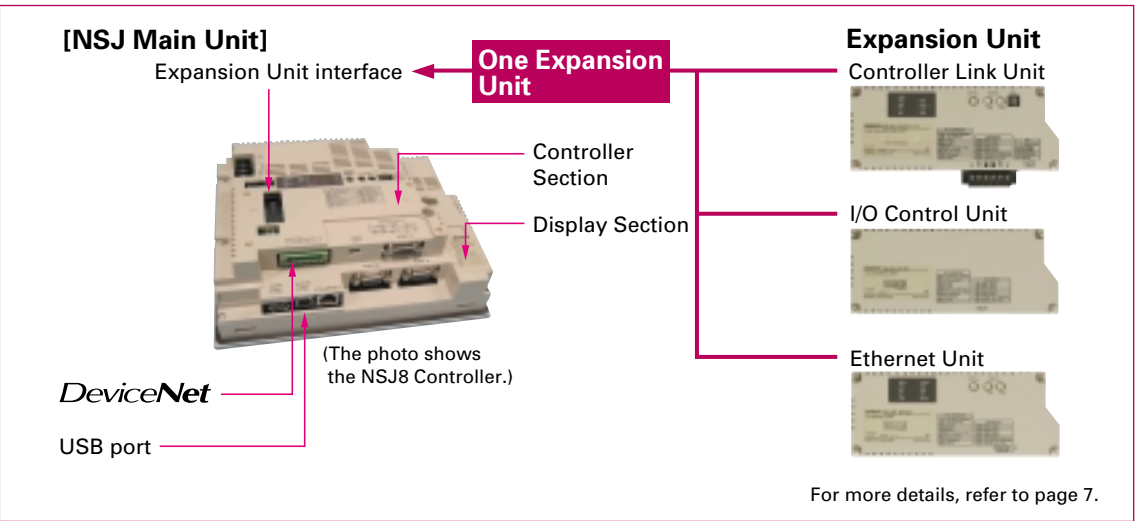 [NSJ Main Unit]
Expansion Unit interface
One Expansion
Unit
Expansion Unit
Controller Link Unit
Controller
Section
Display Section
I/O Control Unit
(The photo shows
the NSJ8 Controller.)
Ethernet Unit
DeviceNet
USB port
For more details, refer to page 7.